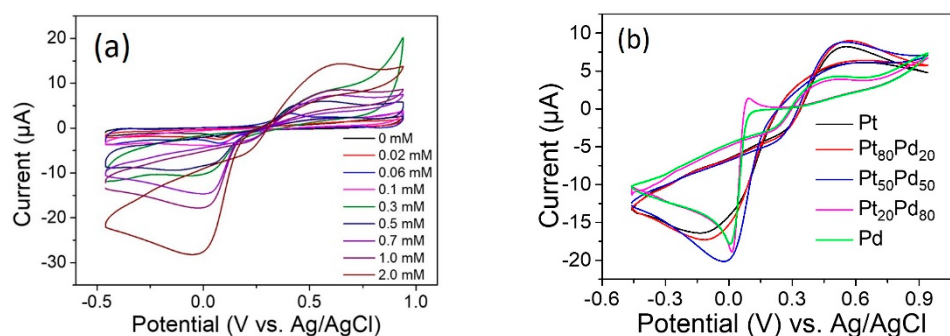 (a)
20
10
0
-10
-20
-30
Current (µA)
0 mM
0.02 mM
0.06 mM
0.1 mM
0.3 mM
0.5 mM
0.7 mM
1.0 mM
2.0 mM
-0.5 0.0 0.5 1.0
Potential (V vs. Ag/AgCl)
(b)
10
5
0
-5
-10
-15
-20
Current (µA)
Pt
Pt₈₀Pd₂₀
Pt₅₀Pd₅₀
Pt₂₀Pd₈₀
Pd
-0.6 -0.3 0.0 0.3 0.6 0.9
Potential (V vs. Ag/AgCl